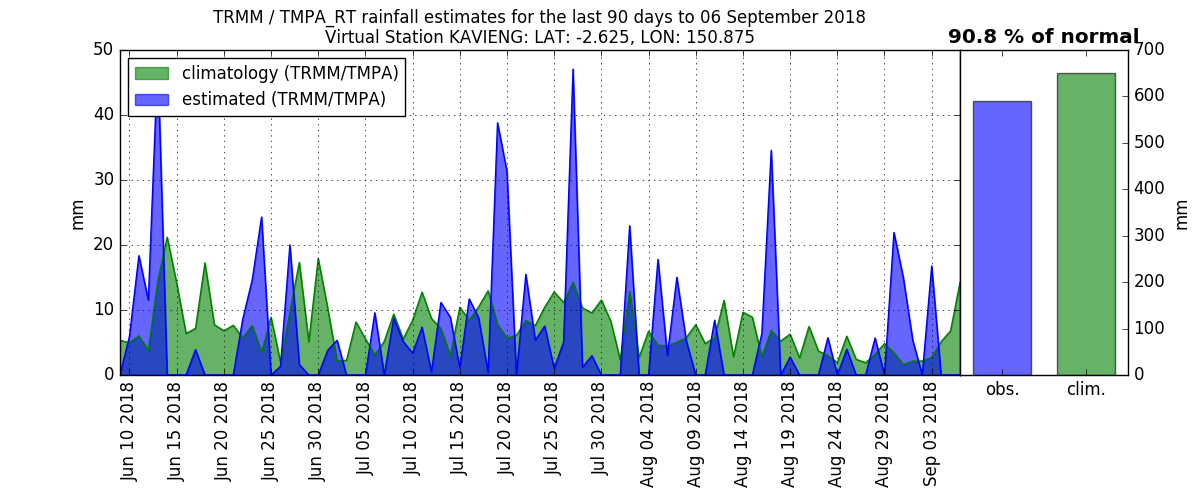 TRMM / TMPA_RT rainfall estimates for the last 90 days to 06 September 2018
Virtual Station KAVIENG: LAT: -2.625, LON: 150.875
90.8 % of normal
climatology (TRMM/TMPA)
estimated (TRMM/TMPA)
50
40
30
20
10
0
mm
Jun 10 2018
Jun 15 2018
Jun 20 2018
Jun 25 2018
Jun 30 2018
Jul 05 2018
Jul 10 2018
Jul 15 2018
Jul 20 2018
Jul 25 2018
Jul 30 2018
Aug 04 2018
Aug 09 2018
Aug 14 2018
Aug 19 2018
Aug 24 2018
Aug 29 2018
Sep 03 2018
700
600
500
400
300
200
100
0
mm
obs.
clim.